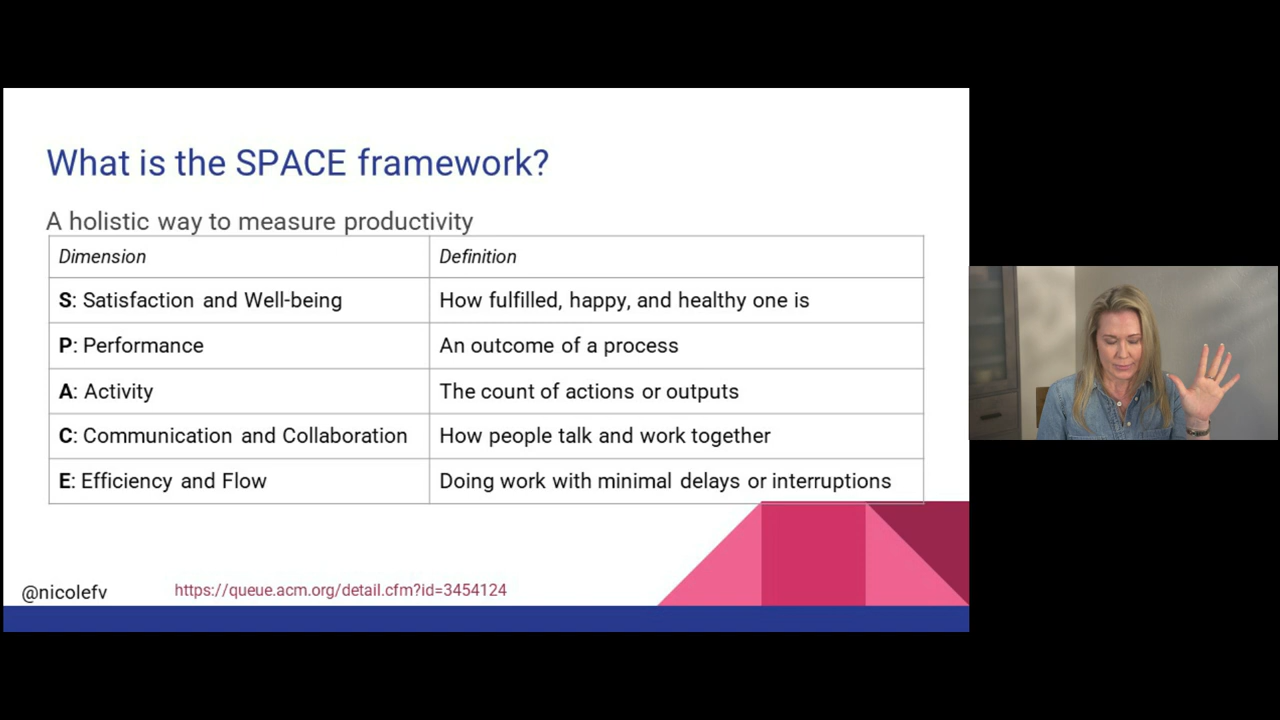 What is the SPACE framework?
A holistic way to measure productivity
Dimension Definition
S: Satisfaction and Well-being How fulfilled, happy, and healthy one is
P: Performance An outcome of a process
A: Activity The count of actions or outputs
C: Communication and Collaboration How people talk and work together
E: Efficiency and Flow Doing work with minimal delays or interruptions
@nicolefv https://queue.acm.org/detail.cfm?id=3454124